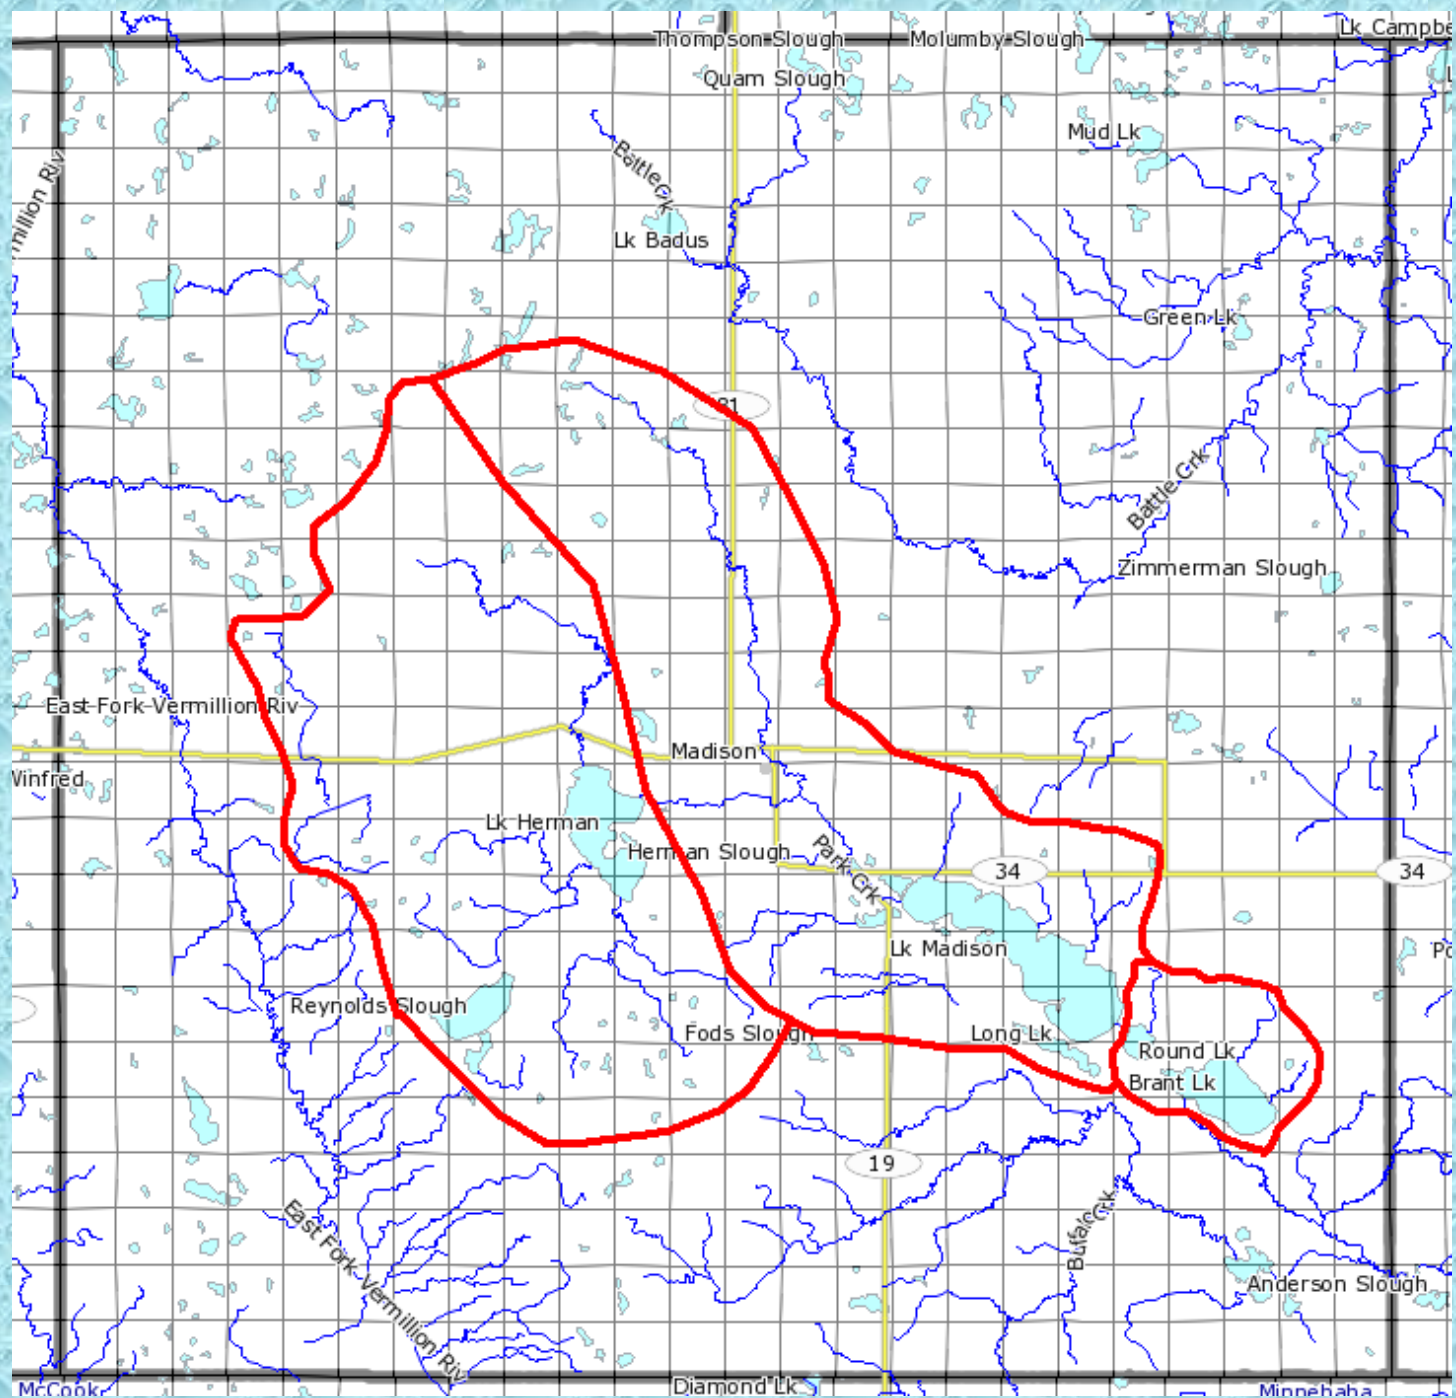 Lk Campbe
Thompson Slough
Molumby Slough
Quam Slough
Mud Lk
Battle Crk
million Riv
Lk Badus
Green Lk
81
Battle Crk
Zimmerman Slough
East Fork Vermillion Riv
Madison
Winfred
Lk Herman
Herman Slough
Park Crk
34
34
Lk Madison
Reynolds Slough
Fods Slough
Long Lk
Round Lk
Brant Lk
19
East Fork Vermillion Riv
Bufalo Crk
Anderson Slough
McCook
Diamond Lk
Minnehaha